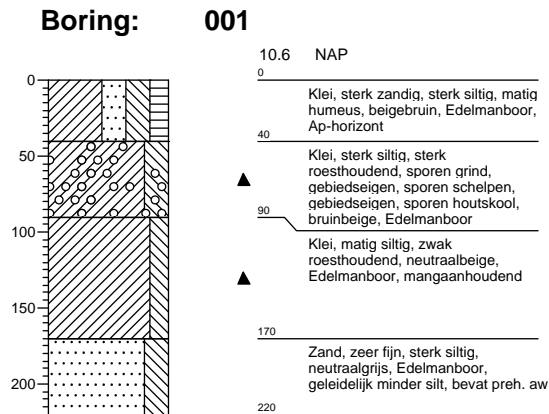 Boring: 001
10.6 NAP
0
0
Klei, sterk zandig, sterk siltig, matig
humeus, beigebruin, Edelmanboor,
Ap-horizont
40
50
Klei, sterk siltig, sterk
roesthoudend, sporen grind,
gebiedseigen, sporen schelpen,
gebiedseigen, sporen houtskool,
bruinbeige, Edelmanboor
90
100
Klei, matig siltig, zwak
roesthoudend, neutraalbeige,
Edelmanboor, mangaanhoudend
150
170
Zand, zeer fijn, sterk siltig,
neutraalgrijs, Edelmanboor,
geleidelijk minder silt, bevat preh. aw
200
220